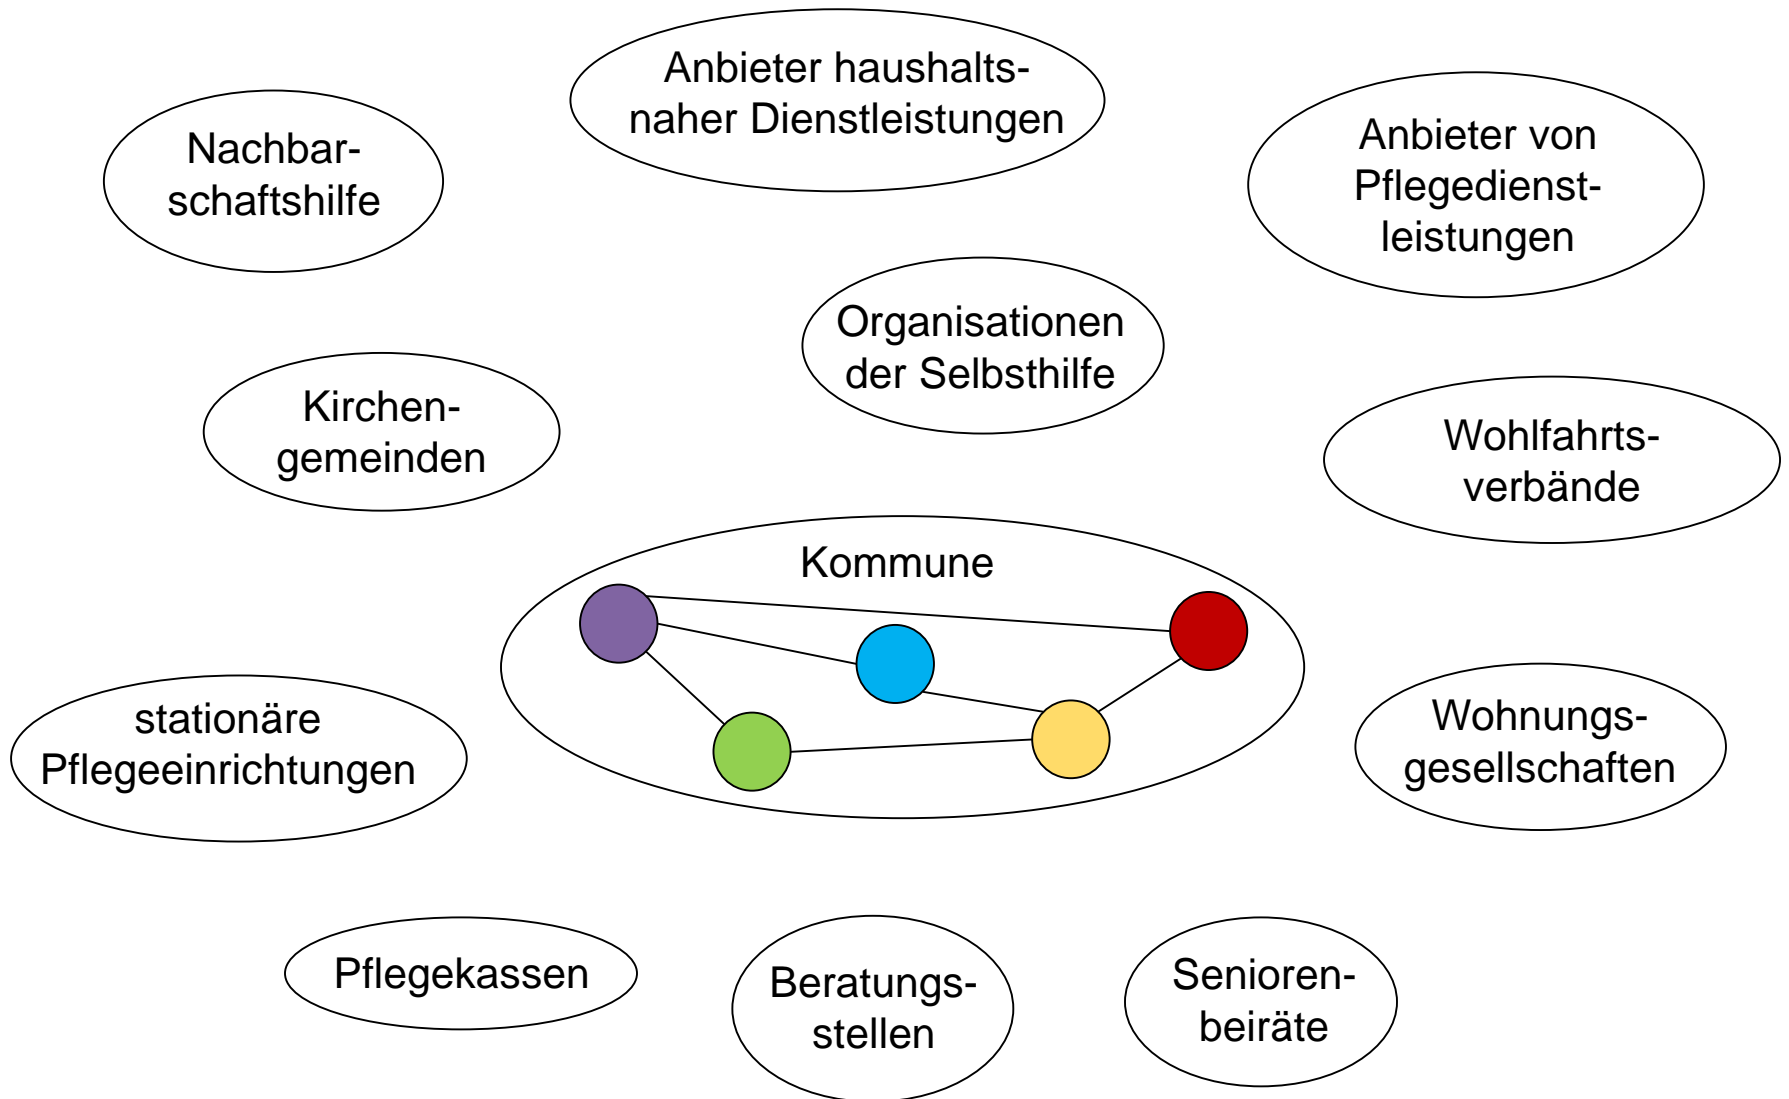 Anbieter haushalts-
naher Dienstleistungen
Nachbar-
schaftshilfe
Anbieter von
Pflegedienst-
leistungen
Organisationen
der Selbsthilfe
Kirchen-
gemeinden
Wohlfahrts-
verbände
Kommune
stationäre
Pflegeeinrichtungen
Wohnungs-
gesellschaften
Pflegekassen
Beratungs-
stellen
Senioren-
beiräte